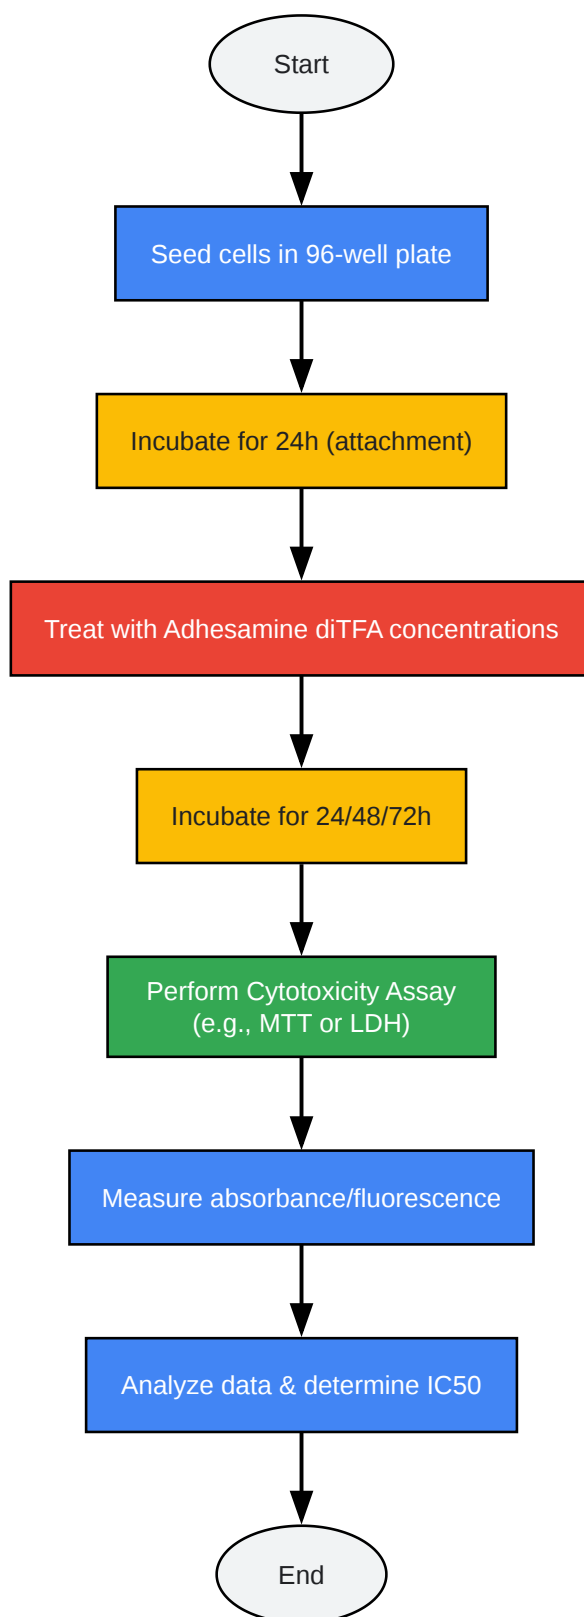 Start
Seed cells in 96-well plate
Incubate for 24h (attachment)
Treat with Adhesamine diTFA concentrations
Incubate for 24/48/72h
Perform Cytotoxicity Assay
(e.g., MTT or LDH)
Measure absorbance/fluorescence
Analyze data & determine IC50
End